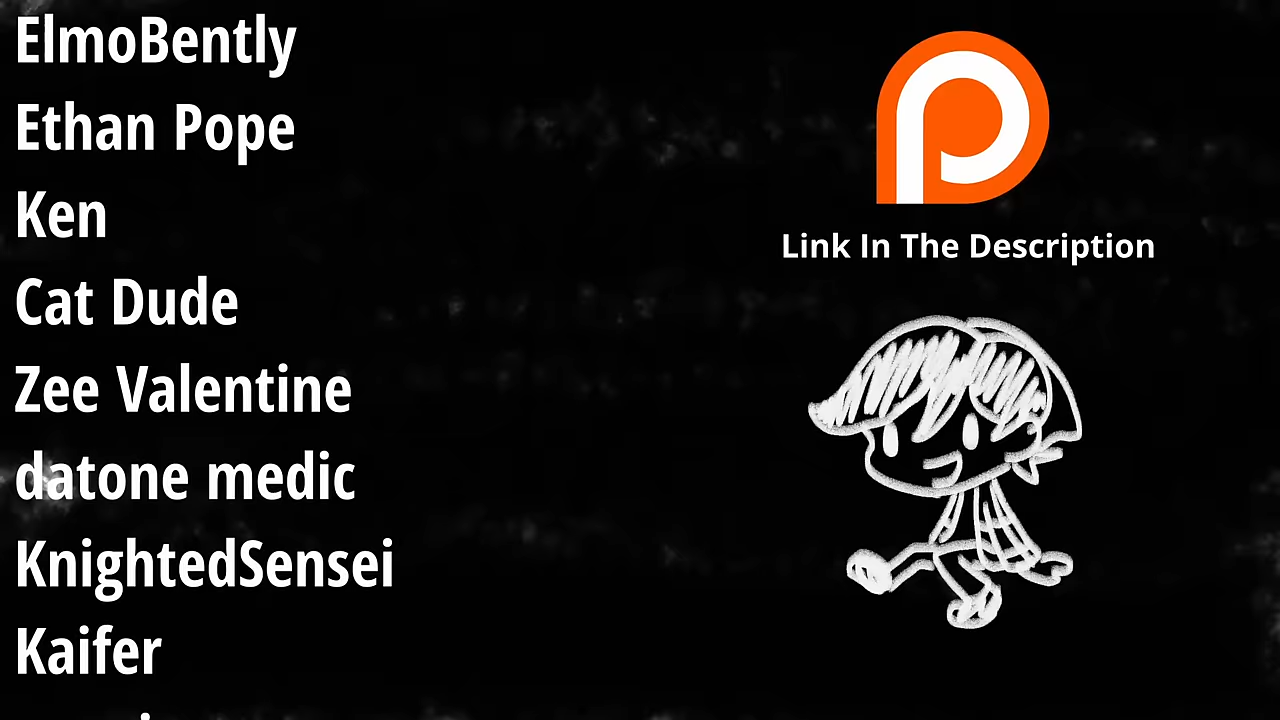 ElmoBently
Ethan Pope
Ken
Cat Dude
Zee Valentine
datone medic
KnightedSensei
Kaifer
Link In The Description